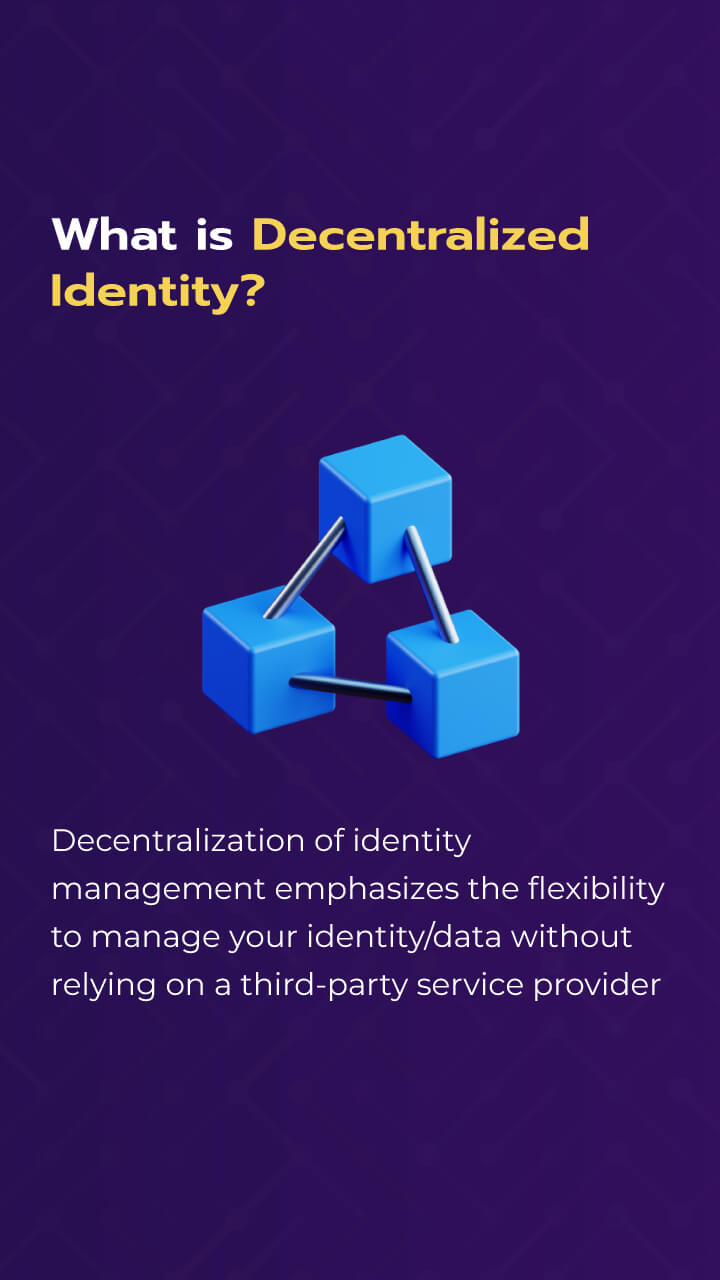 What is Decentralized
Identity?
Decentralization of identity
management emphasizes the flexibility
to manage your identity/data without
relying on a third-party service provider